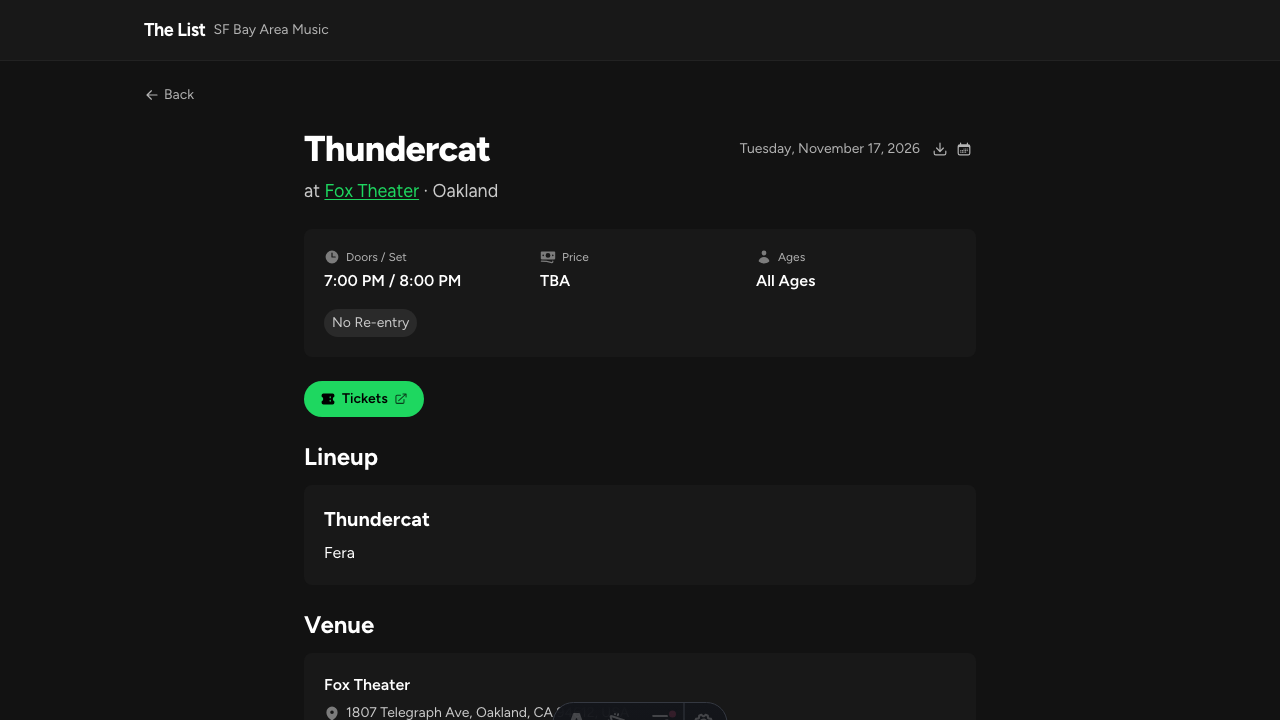 The List SF Bay Area Music
Back
Thundercat
Tuesday, November 17, 2026
at Fox Theater · Oakland
Doors / Set
7:00 PM / 8:00 PM
Price
TBA
Ages
All Ages
No Re-entry
Tickets
Lineup
Thundercat
Fera
Venue
Fox Theater
1807 Telegraph Ave, Oakland, CA